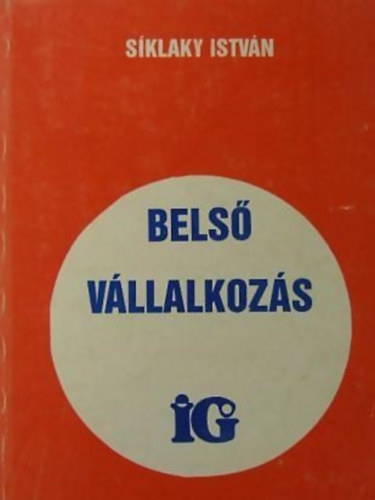 SÍKLAKY ISTVÁN
BELSŐ
VÁLLALKOZÁS
iG